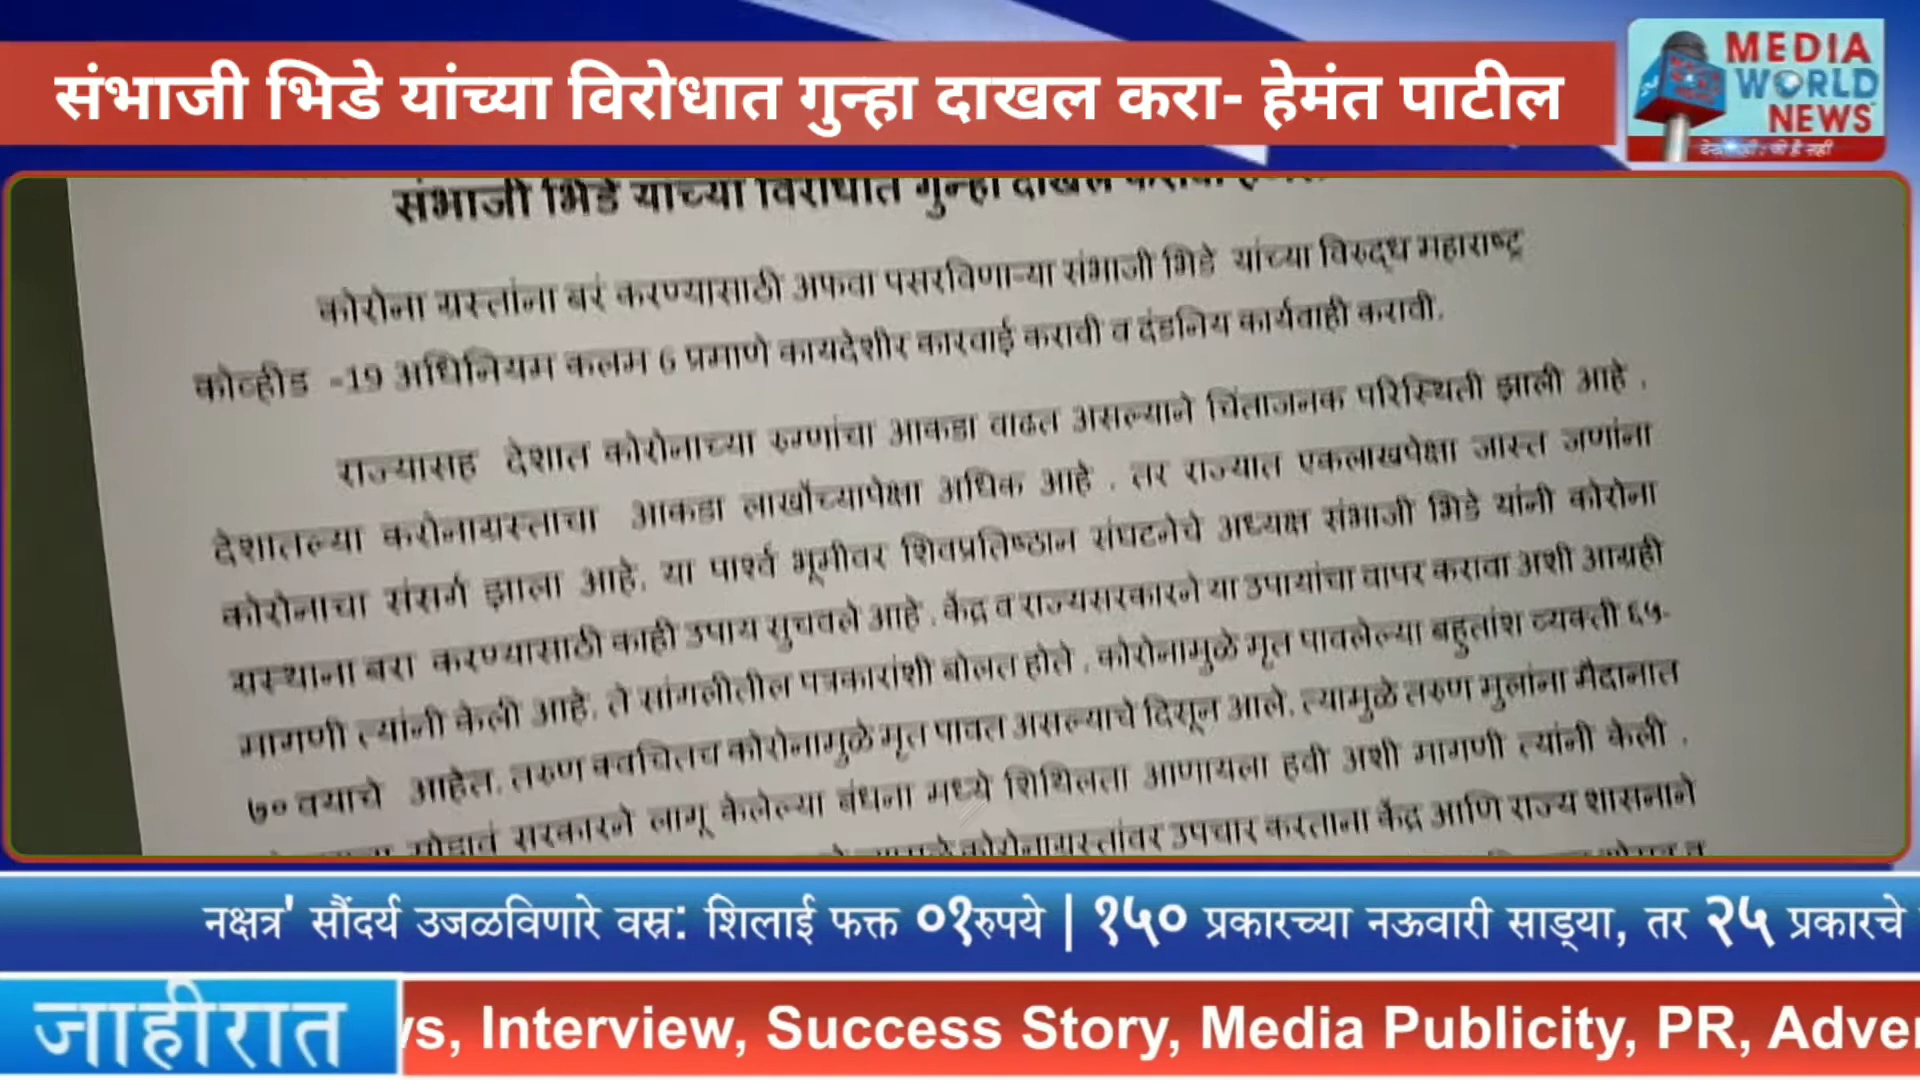 संभाजी भिडे यांच्या विरोधात गुन्हा दाखल करा- हेमंत पाटील
MEDIA
WORLD
NEWS
संभाजी भिडे यांच्या विरोधात गुन्हा दाखल
कोरोना ग्रस्तांना बरं करण्यासाठी अफवा पसरविणाऱ्या संभाजी भिडे यांच्या विरुद्ध महाराष्ट्र
कोव्हीड -19 अधिनियम कलम 6 प्रमाणे कायदेशीर कारवाई करावी व दंडनिय कार्यवाही करावी.
राज्यासह देशात कोरोनाच्या रुग्णांचा आकडा वाढत असल्याने चिंताजनक परिस्थिती झाली आहे .
देशातल्या करोनाग्रस्ताचा आकडा लाखोंच्यापेक्षा अधिक आहे . तर राज्यात एकलाखपेक्षा जास्त जणांना
कोरोनाचा संसर्ग झाला आहे. या पार्श्व भूमीवर शिवप्रतिष्ठान संघटनेचे अध्यक्ष संभाजी भिडे यांनी कोरोना
ग्रस्थाना बरा करण्यासाठी काही उपाय सुचवले आहे . केंद्र व राज्यसरकारने या उपायांचा वापर करावा अशी आग्रही
मागणी त्यांनी केली आहे. ते सांगलीतील पत्रकारांशी बोलत होते . कोरोनामुळे मृत पावलेल्या बहुतांश व्यक्ती ६५-
७० वयाचे आहेत. तरुण क्वचितच कोरोनामुळे मृत पावत असल्याचे दिसून आले. त्यामुळे तरुण मुलांना मैदानात
सरकारने लागू केलेल्या बंधना मध्ये शिथिलता आणायला हवी अशी मागणी त्यांनी केली .
कोरोनाग्रस्तांवर उपचार करताना केंद्र आणि राज्य शासनाने
नक्षत्र' सौंदर्य उजळविणारे वस्र: शिलाई फक्त ०१रुपये | १५० प्रकारच्या नऊवारी साड्या, तर २५ प्रकारचे
जाहीरात
vs, Interview, Success Story, Media Publicity, PR, Adver